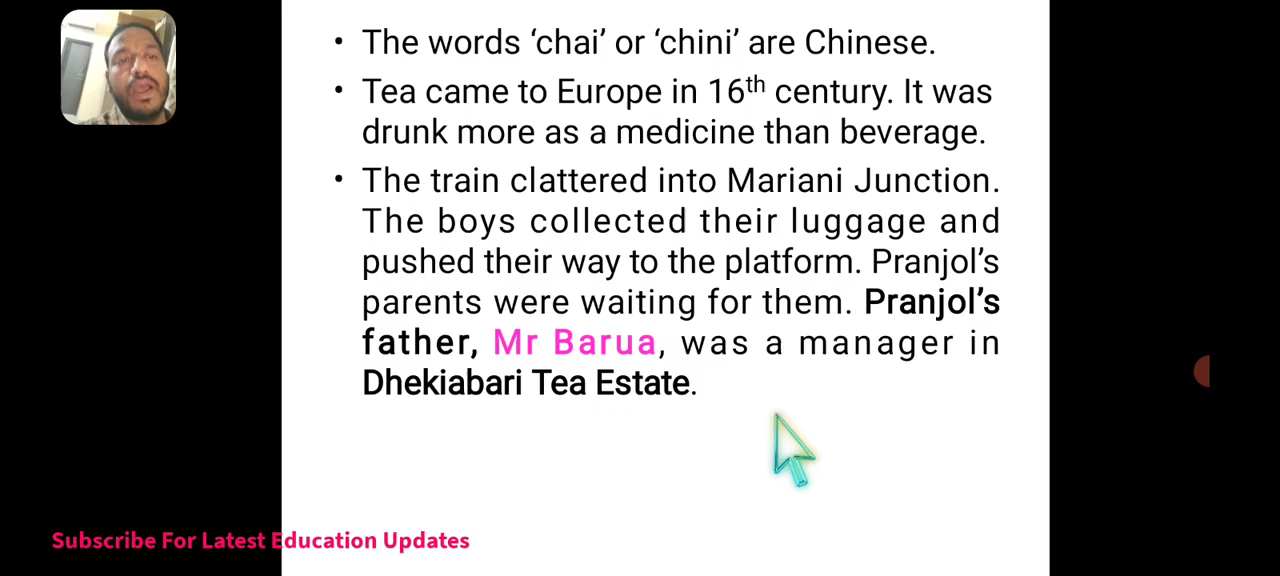 • The words ‘chai’ or ‘chini’ are Chinese.
• Tea came to Europe in 16th century. It was
drunk more as a medicine than beverage.
• The train clattered into Mariani Junction.
The boys collected their luggage and
pushed their way to the platform. Pranjol’s
parents were waiting for them. Pranjol’s
father, Mr Barua, was a manager in
Dhekiabari Tea Estate.
Subscribe For Latest Education Updates